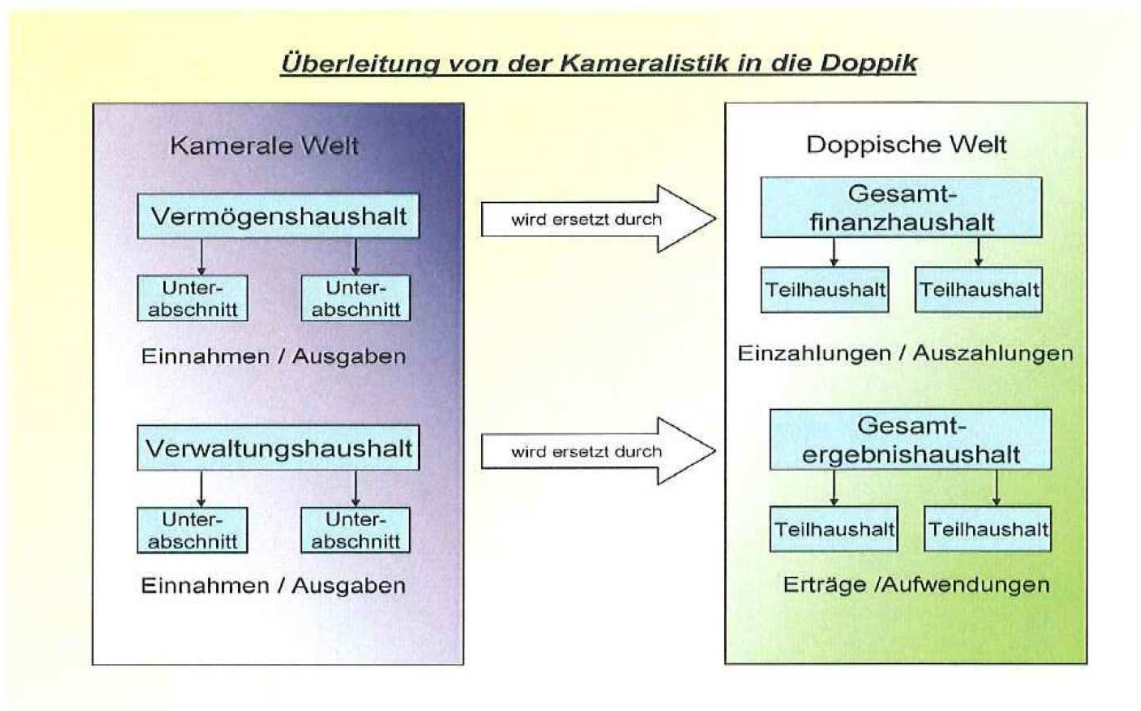 Überleitung von der Kameralistik in die Doppik
Kamerale Welt
Vermögenshaushalt
Unter-
abschnitt
Unter-
abschnitt
Einnahmen / Ausgaben
Verwaltungshaushalt
Unter-
abschnitt
Unter-
abschnitt
Einnahmen / Ausgaben
wird ersetzt durch
wird ersetzt durch
Doppische Welt
Gesamt-
finanzhaushalt
Teilhaushalt
Teilhaushalt
Einzahlungen / Auszahlungen
Gesamt-
ergebnishaushalt
Teilhaushalt
Teilhaushalt
Erträge /Aufwendungen